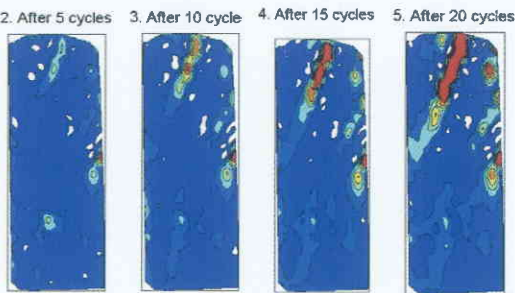 2. After 5 cycles
3. After 10 cycle
4. After 15 cycles
5. After 20 cycles